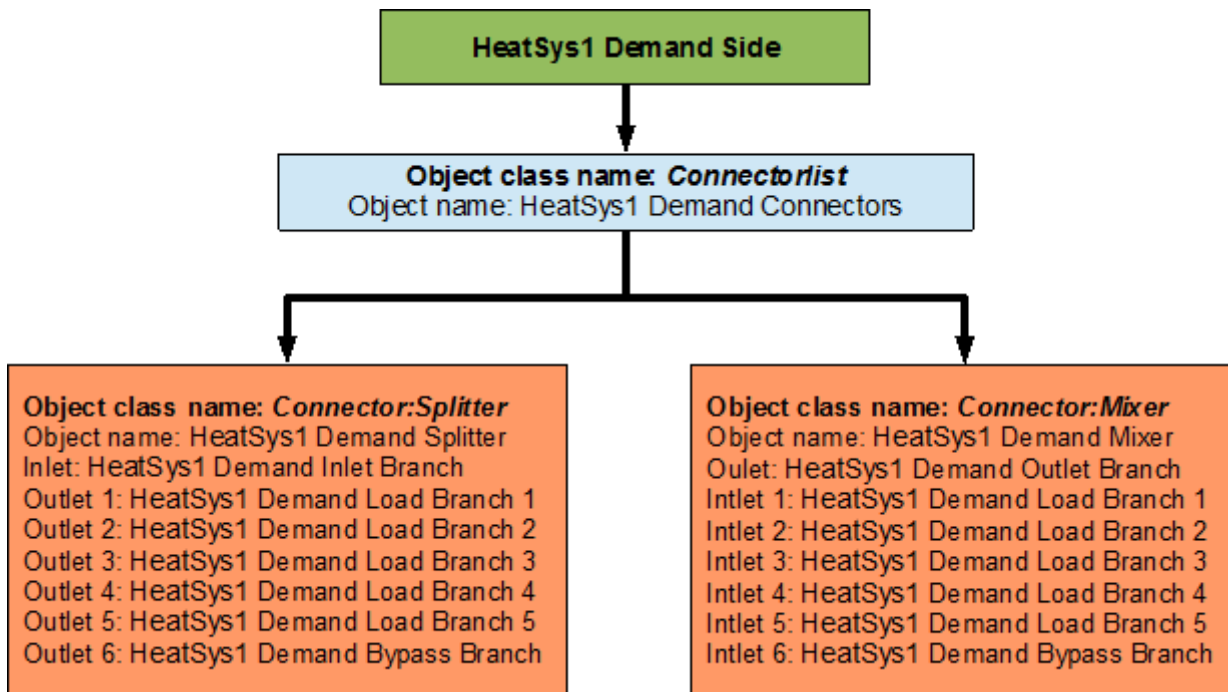 HeatSys1 Demand Side
Object class name: Connectorlist
Object name: HeatSys1 Demand Connectors
Object class name: Connector:Splitter
Object name: HeatSys1 Demand Splitter
Inlet: HeatSys1 Demand Inlet Branch
Outlet 1: HeatSys1 Demand Load Branch 1
Outlet 2: HeatSys1 Demand Load Branch 2
Outlet 3: HeatSys1 Demand Load Branch 3
Outlet 4: HeatSys1 Demand Load Branch 4
Outlet 5: HeatSys1 Demand Load Branch 5
Outlet 6: HeatSys1 Demand Bypass Branch
Object class name: Connector:Mixer
Object name: HeatSys1 Demand Mixer
Oulet: HeatSys1 Demand Outlet Branch
Intlet 1: HeatSys1 Demand Load Branch 1
Intlet 2: HeatSys1 Demand Load Branch 2
Intlet 3: HeatSys1 Demand Load Branch 3
Intlet 4: HeatSys1 Demand Load Branch 4
Intlet 5: HeatSys1 Demand Load Branch 5
Intlet 6: HeatSys1 Demand Bypass Branch